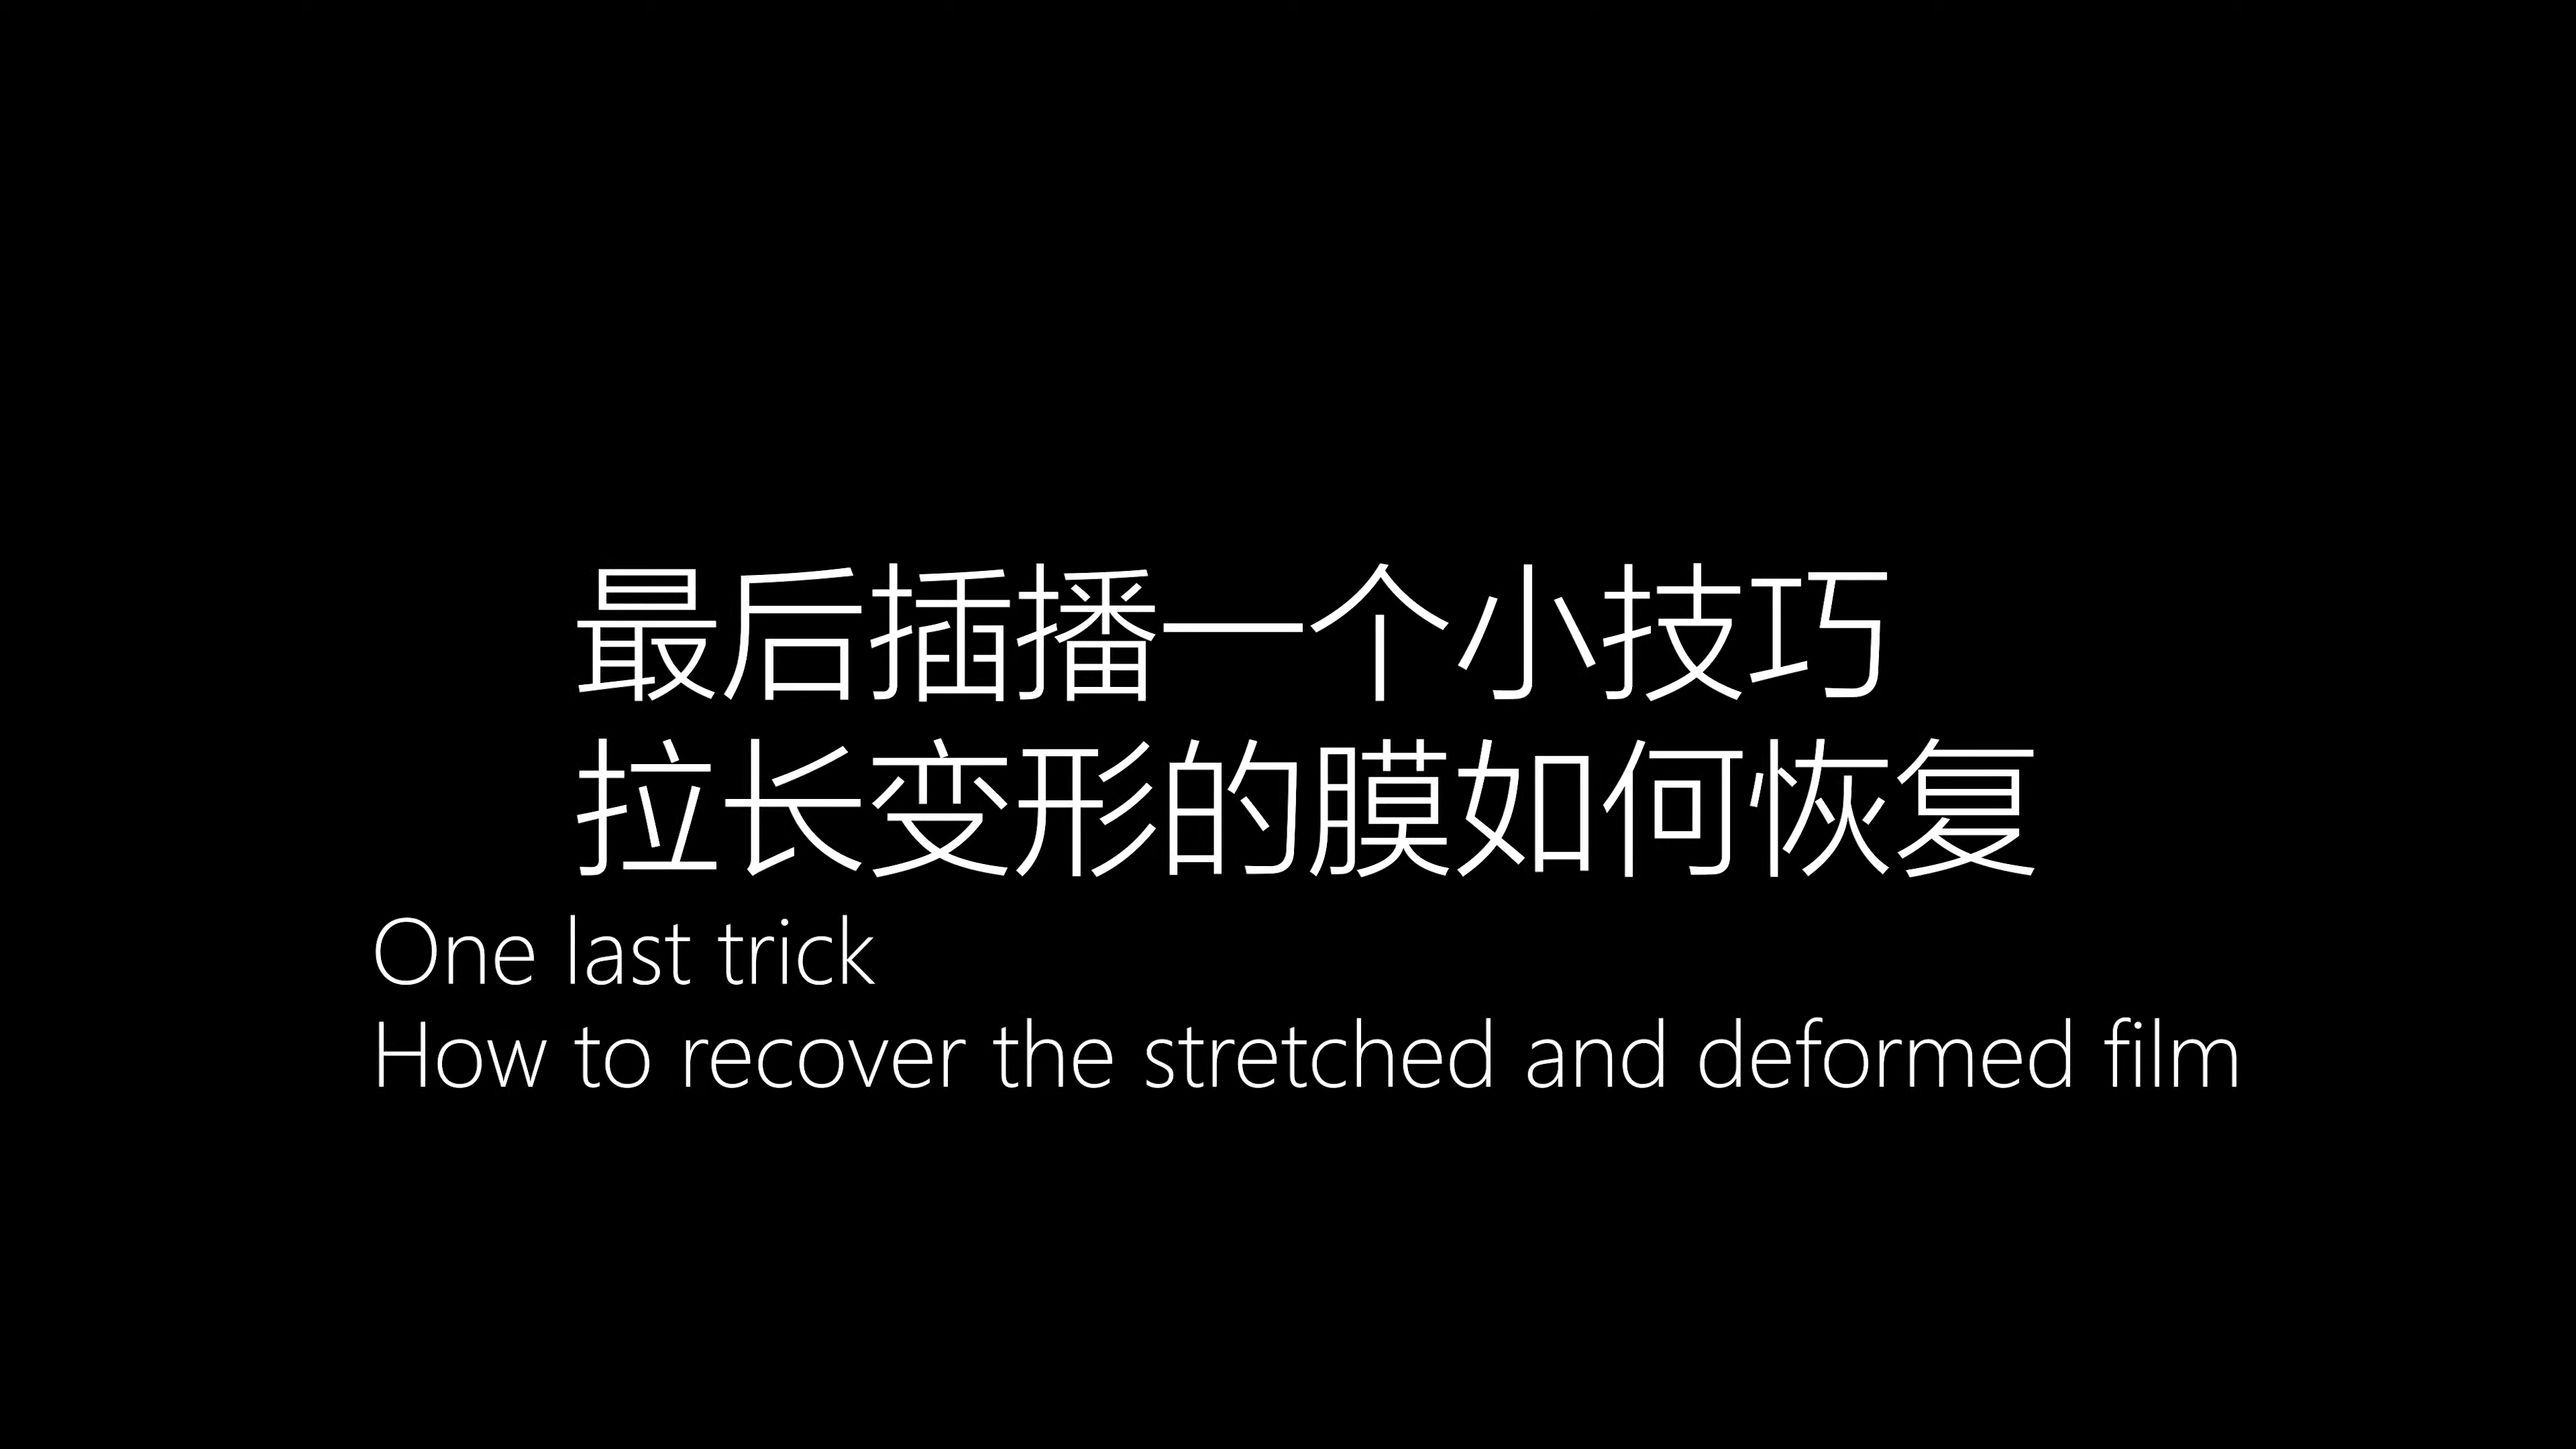 最后插播一个小技巧
拉长变形的膜如何恢复
One last trick
How to recover the stretched and deformed film